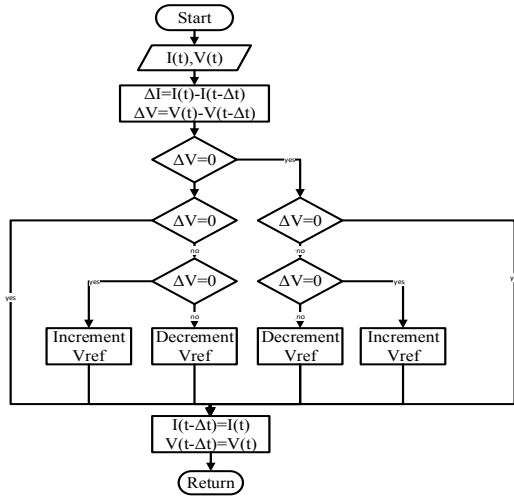 Start
I(t),V(t)
ΔI=I(t)-I(t-Δt)
ΔV=V(t)-V(t-Δt)
ΔV=0
yes
ΔV=0
ΔV=0
no
no
yes
ΔV=0
ΔV=0
yes
yes
no
no
Increment
Vref
Decrement
Vref
Decrement
Vref
Increment
Vref
I(t-Δt)=I(t)
V(t-Δt)=V(t)
Return